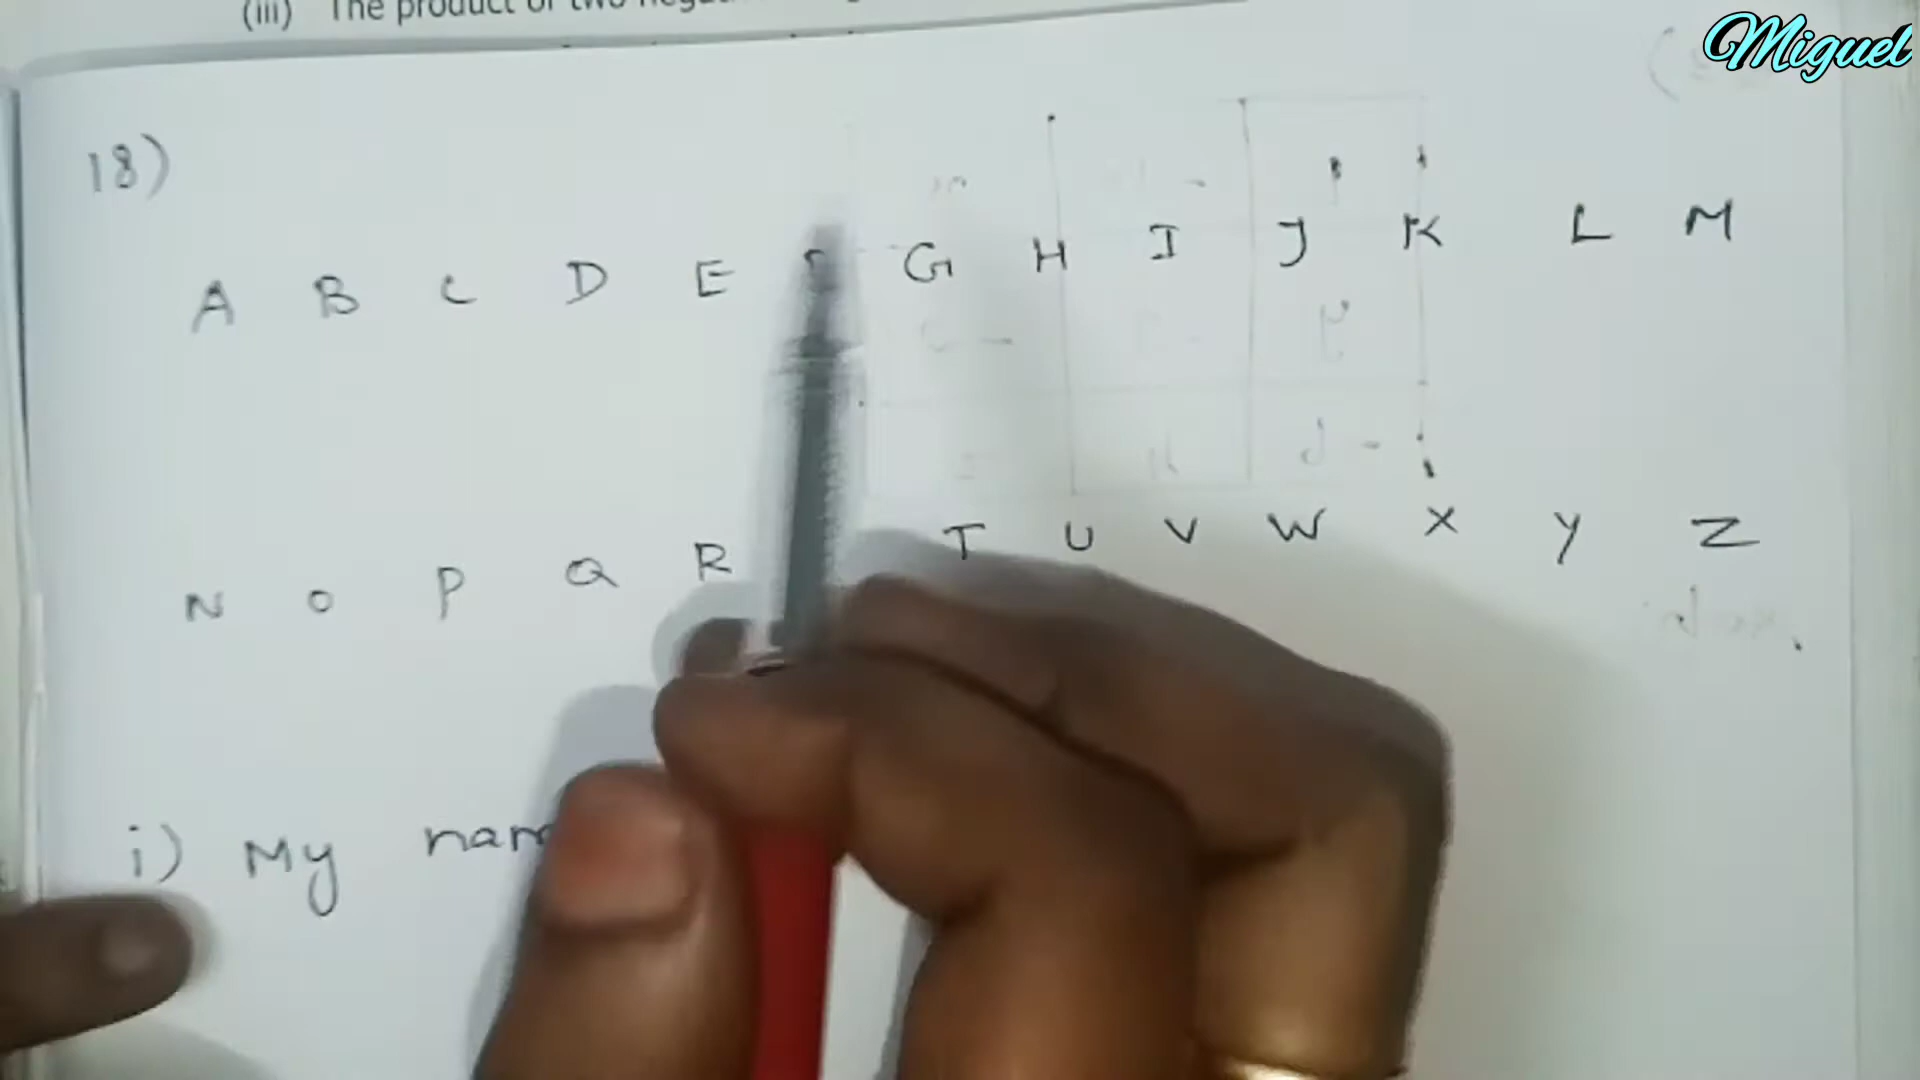 (iii) The product of two
Miguel
18)
A B C D E G H I J K L M
N O P Q R T U V W X Y Z
i) My